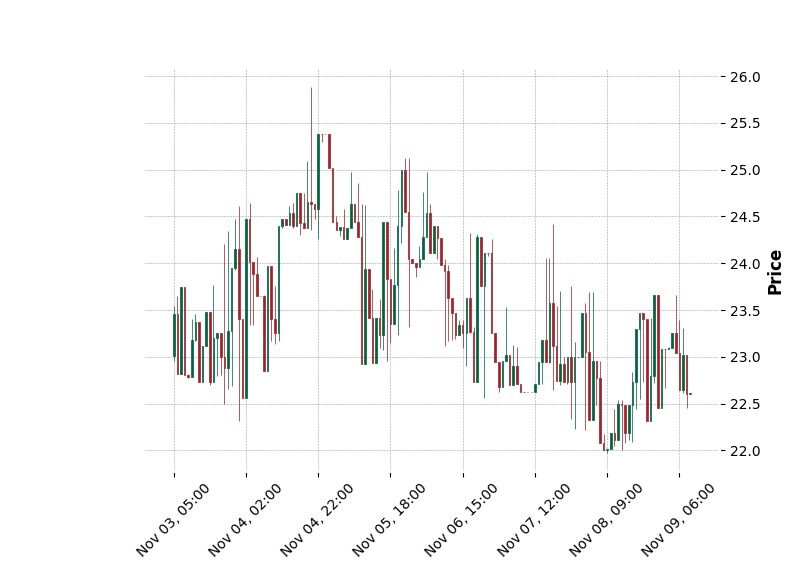 26.0
25.5
25.0
24.5
24.0
23.5
23.0
22.5
22.0
Price
Nov 03, 05:00
Nov 04, 02:00
Nov 04, 22:00
Nov 05, 18:00
Nov 06, 15:00
Nov 07, 12:00
Nov 08, 09:00
Nov 09, 06:00